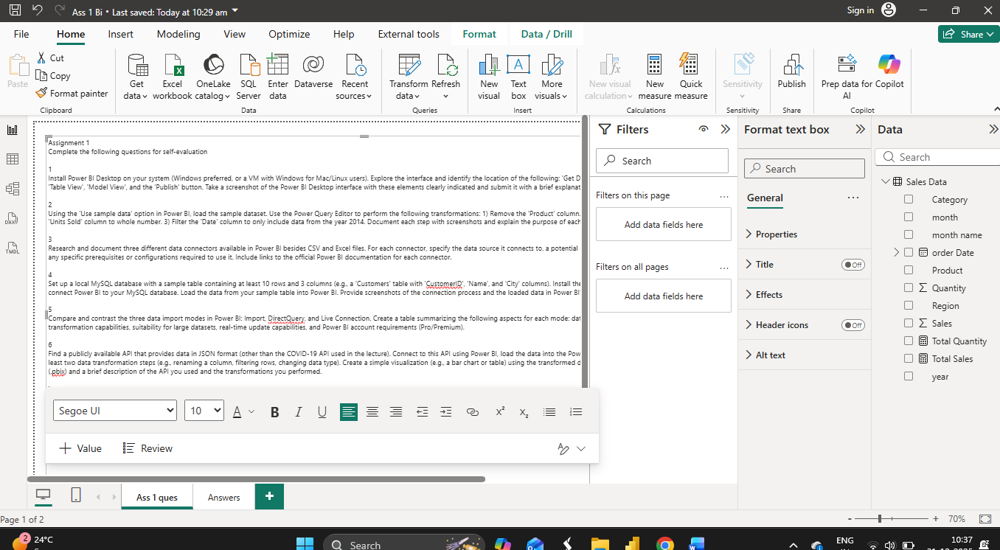 Ass 1 Bi • Last saved: Today at 10:29 am
Sign in
File Home Insert Modeling View Optimize Help External tools Format Data / Drill
Share
Paste
Cut
Copy
Format painter
Clipboard
Get data
Excel workbook
OneLake catalog
SQL Server
Enter data
Dataverse
Recent sources
Data
Transform data
Refresh
Queries
New visual
Text box
More visuals
Insert
New visual calculation
New measure
Quick measure
Calculations
Sensitivity
Sensitivity
Publish
Share
Prep data for AI
Copilot
Copilot
DAX
TMDL
Assignment 1
Complete the following questions for self-evaluation
1
Install Power BI Desktop on your system (Windows preferred, or a VM with Windows for Mac/Linux users). Explore the interface and identify the location of the following: 'Get D
'Table View', 'Model View', and the 'Publish' button. Take a screenshot of the Power BI Desktop interface with these elements clearly indicated and submit it with a brief explanat
2
Using the 'Use sample data' option in Power BI, load the sample dataset. Use the Power Query Editor to perform the following transformations: 1) Remove the 'Product' column.
'Units Sold' column to whole number. 3) Filter the 'Date' column to only include data from the year 2014. Document each step with screenshots and explain the purpose of each
3
Research and document three different data connectors available in Power BI besides CSV and Excel files. For each connector, specify the data source it connects to, a potential
any specific prerequisites or configurations required to use it. Include links to the official Power BI documentation for each connector.
4
Set up a local MySQL database with a sample table containing at least 10 rows and 3 columns (e.g., a 'Customers' table with 'CustomerID', 'Name', and 'City' columns). Install the
connect Power BI to your MySQL database. Load the data from your sample table into Power BI. Provide screenshots of the connection process and the loaded data in Power BI
5
Compare and contrast the three data import modes in Power BI: Import, DirectQuery, and Live Connection. Create a table summarizing the following aspects for each mode: dat
transformation capabilities, suitability for large datasets, real-time update capabilities, and Power BI account requirements (Pro/Premium).
6
Find a publicly available API that provides data in JSON format (other than the COVID-19 API used in the lecture). Connect to this API using Power BI, load the data into the Pow
least two data transformation steps (e.g., renaming a column, filtering rows, changing data type). Create a simple visualization (e.g., a bar chart or table) using the transformed d
(.pbix) and a brief description of the API you used and the transformations you performed.
Segoe UI 10 A B I U x² x₂
Value Review
Filters
Search
Filters on this page
Add data fields here
Filters on all pages
Add data fields here
Format text box
Search
General
Properties
Title Off
Effects
Header icons Off
Alt text
Data
Search
Sales Data
Category
month
month name
order Date
Product
Quantity
Region
Sales
Total Quantity
Total Sales
year
Ass 1 ques Answers
Page 1 of 2
- + 70%
2
24°C
Search
ENG
10:37